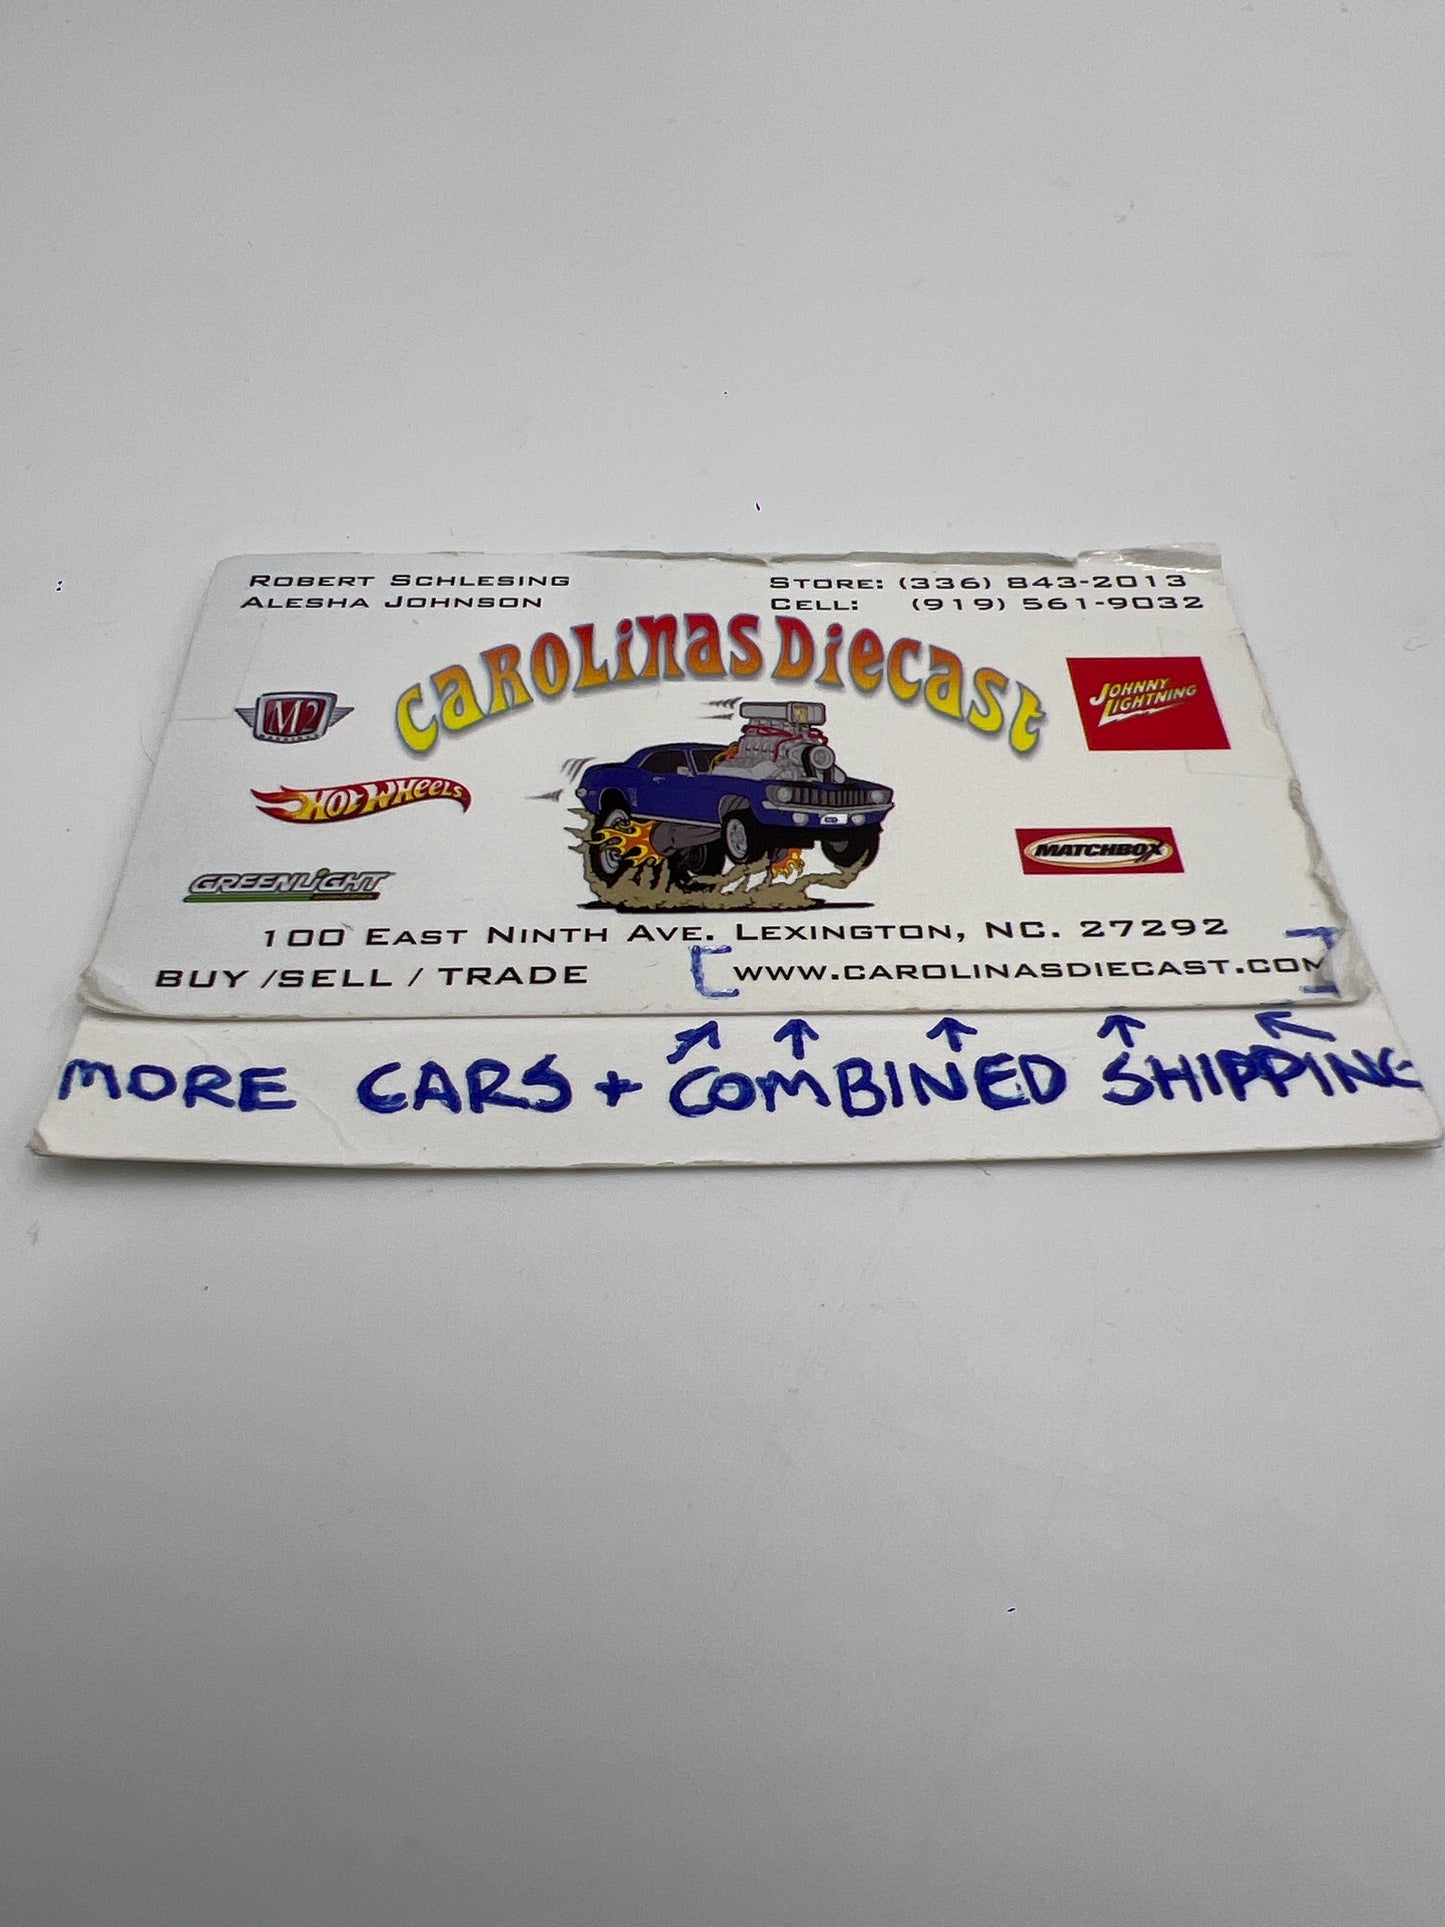 ROBERT SCHLESING
ALESHA JOHNSON
STORE: (336) 843-2013
CELL: (919) 561-9032
CAROLINAS DIECAST
M2
JOHNNY LIGHTNING
HOT WHEELS
MATCHBOX
GREENLIGHT
100 EAST NINTH AVE. LEXINGTON, NC. 27292
BUY /SELL / TRADE
WWW.CAROLINASDIECAST.COM
MORE CARS + COMBINED SHIPPING